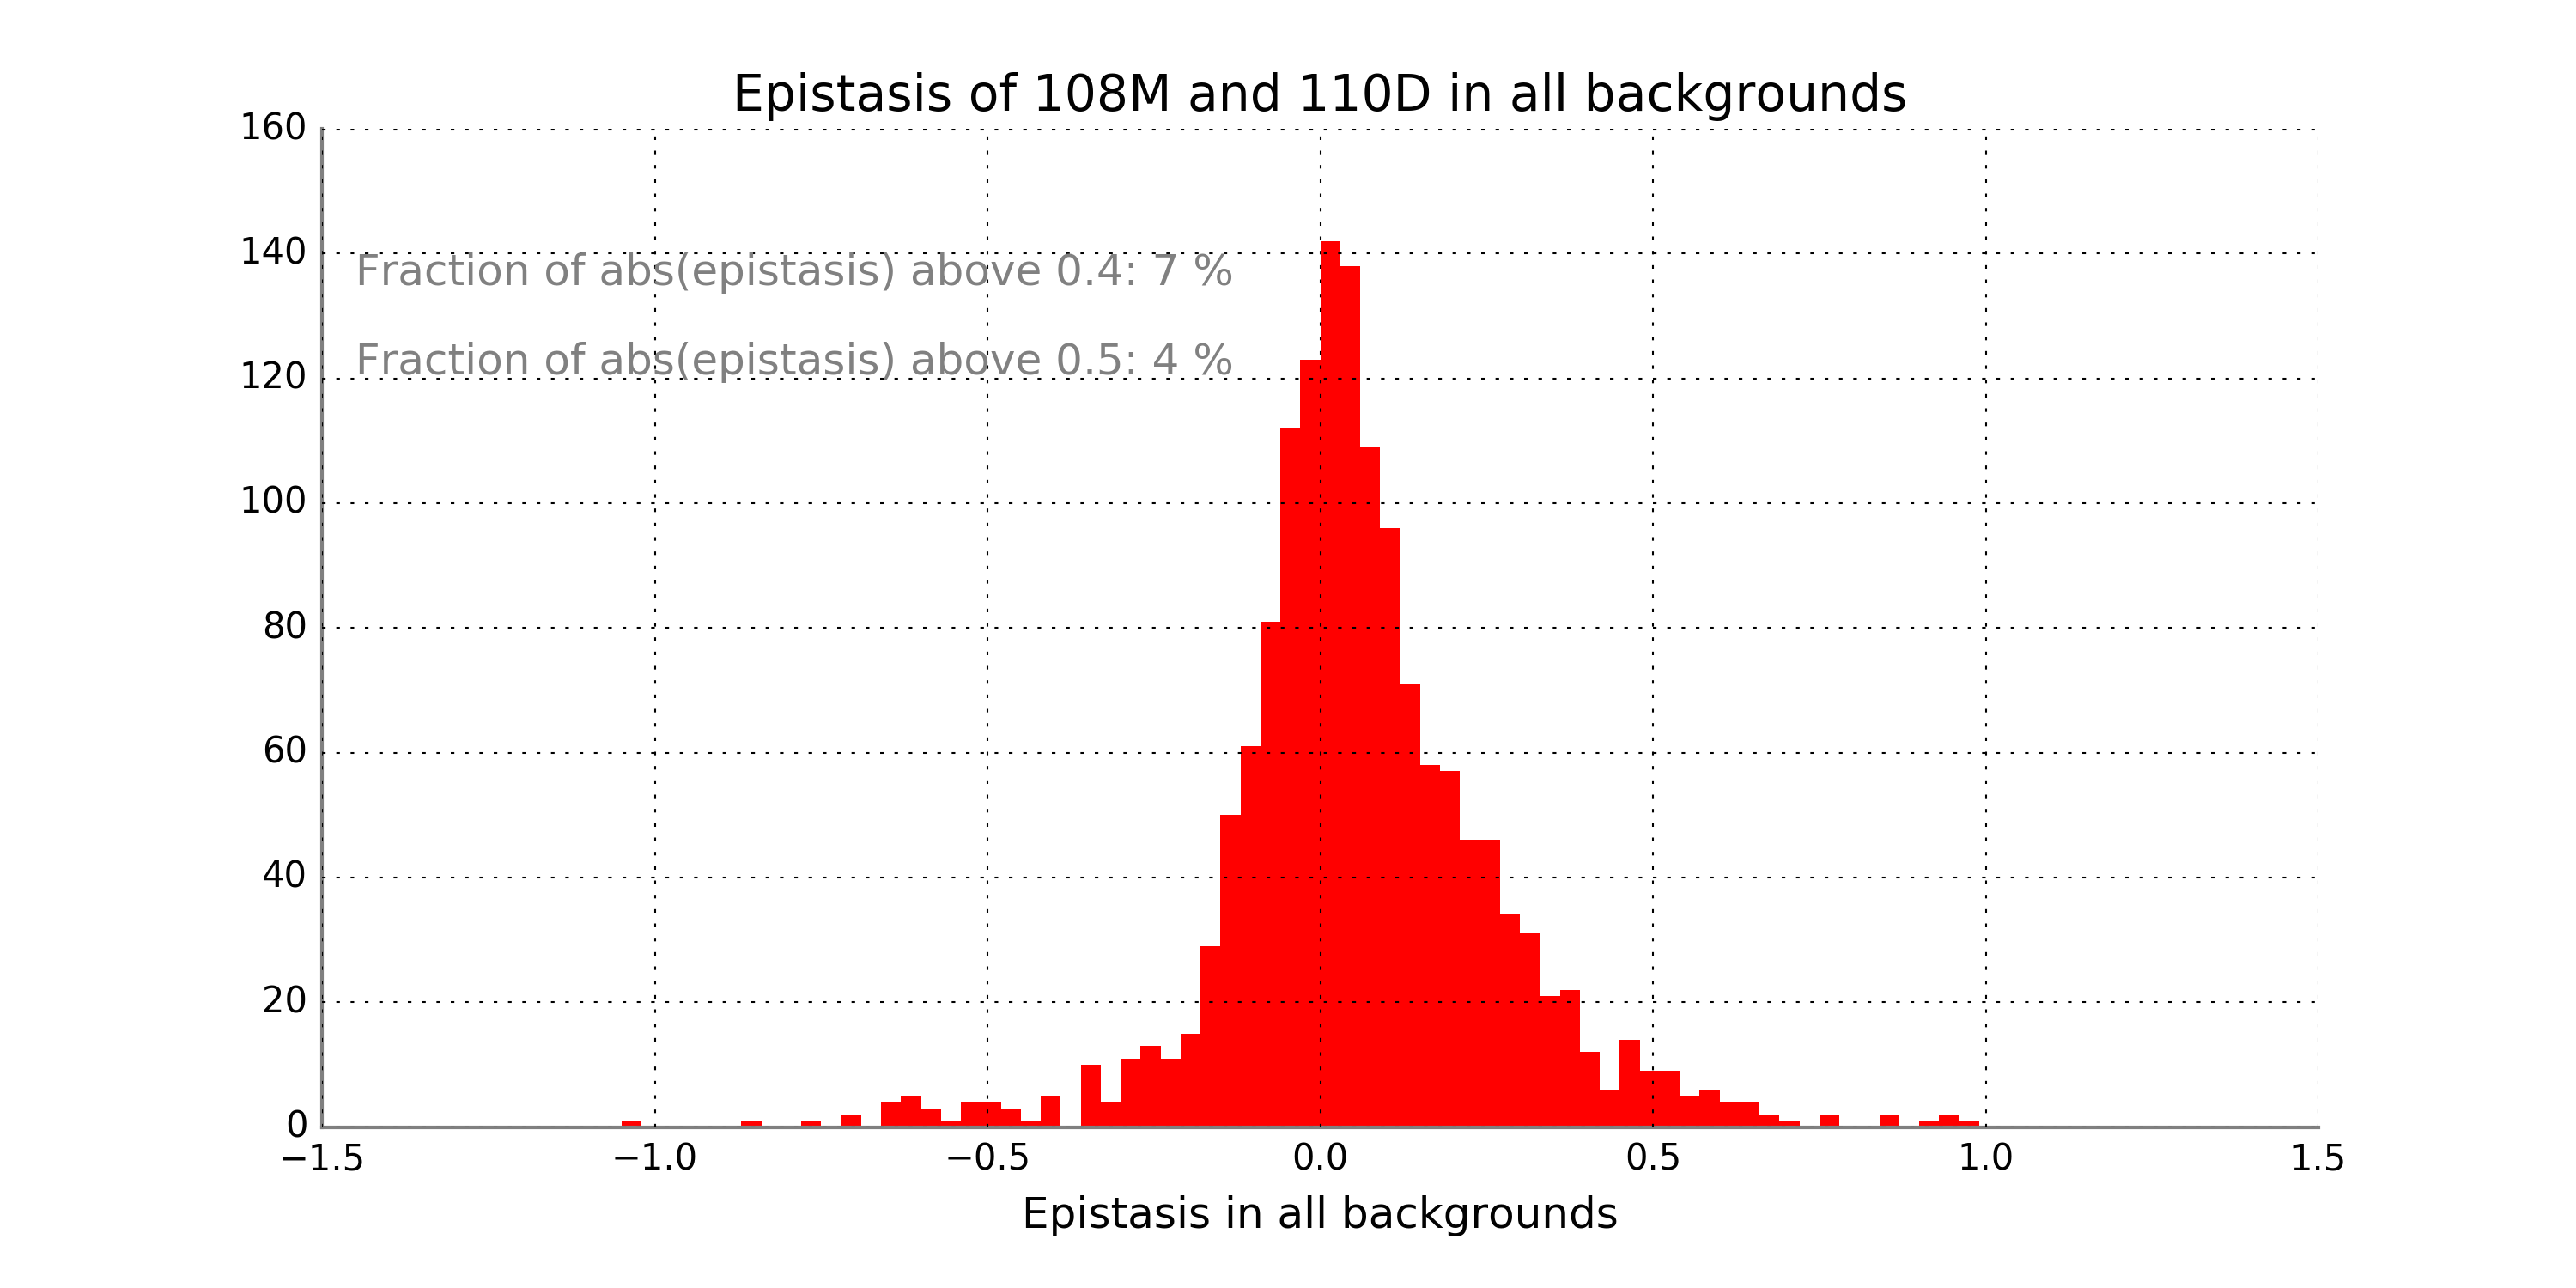 Epistasis of 108M and 110D in all backgrounds
160
140
Fraction of abs(epistasis) above 0.4: 7 %
Fraction of abs(epistasis) above 0.5: 4 %
120
100
80
60
40
20
0
−1.5 −1.0 −0.5 0.0 0.5 1.0 1.5
Epistasis in all backgrounds